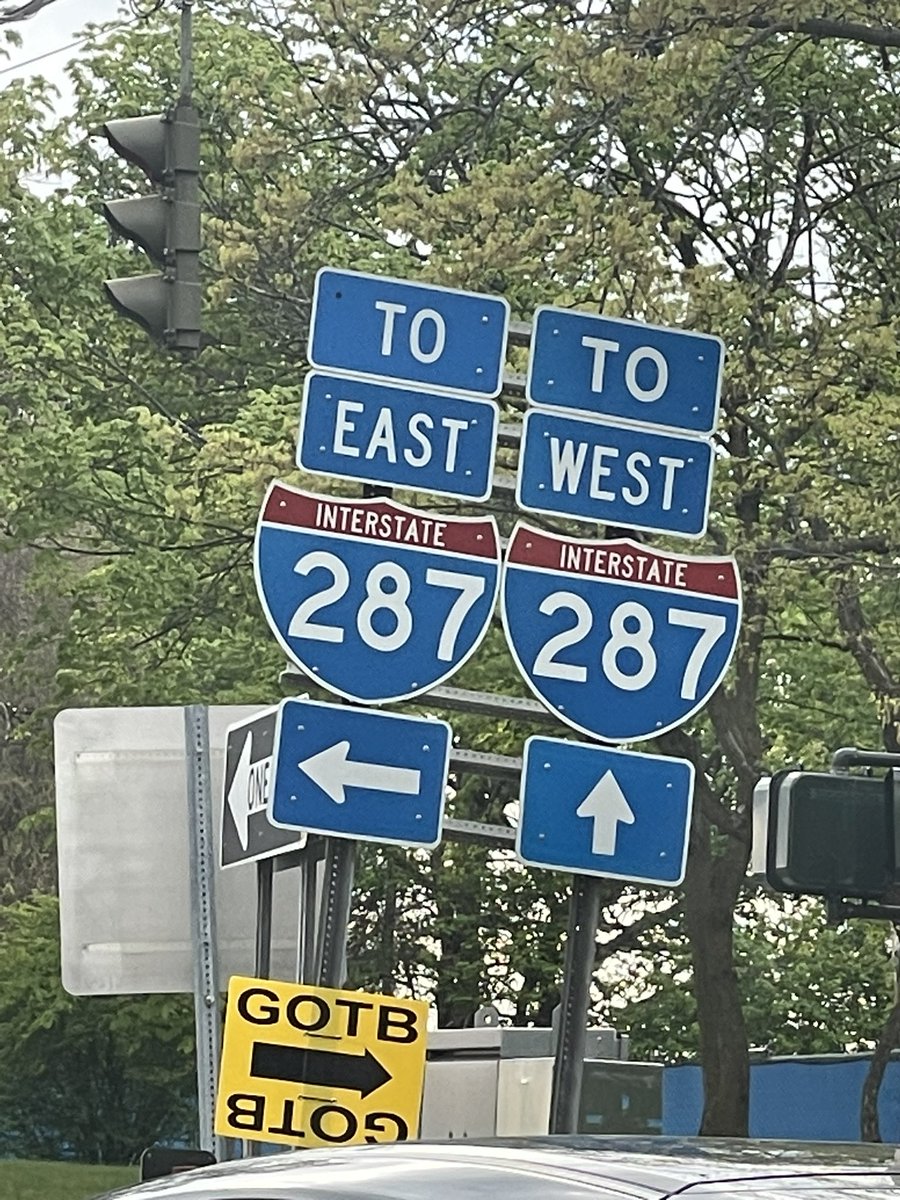 TO
EAST
INTERSTATE
287
TO
WEST
INTERSTATE
287
ONE
GOTB
GOTB